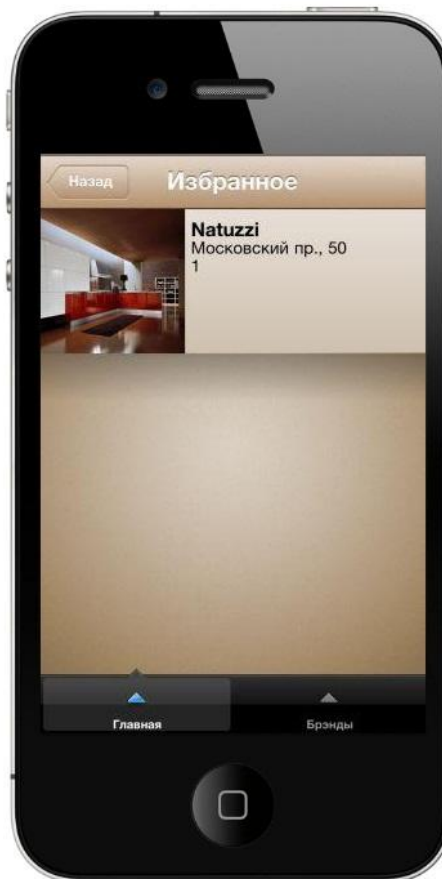 Назад
Избранное
Natuzzi
Московский пр., 50
1
Главная
Брэнды